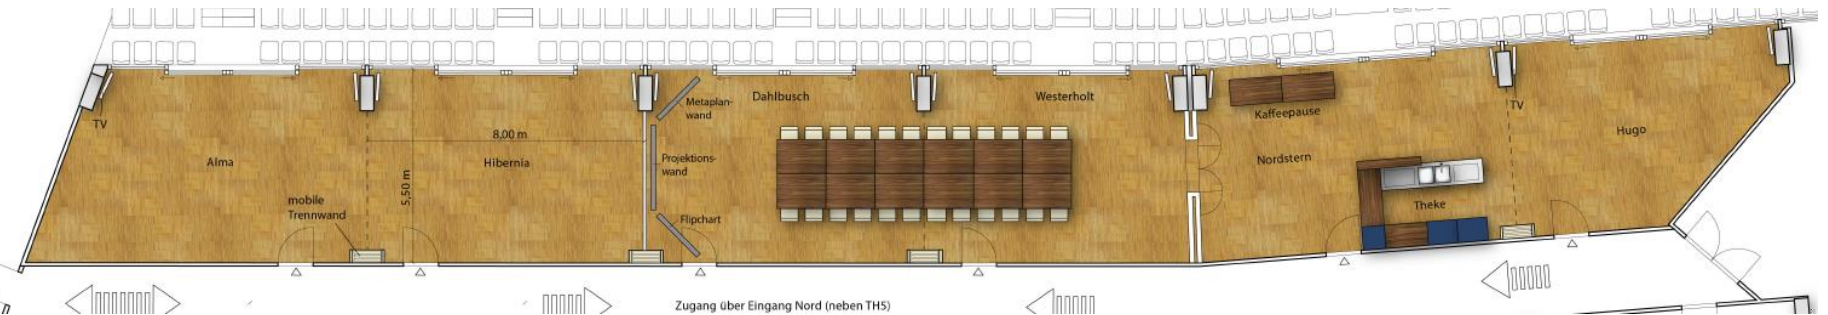 TV
Alma
mobile
Trennwand
8,00 m
5,50 m
Hibernia
Metaplan-
wand
Projektions-
wand
Flipchart
Dahlbusch
Westerholt
Kaffeepause
Nordstern
Theke
TV
Hugo
Zugang über Eingang Nord (neben TH5)